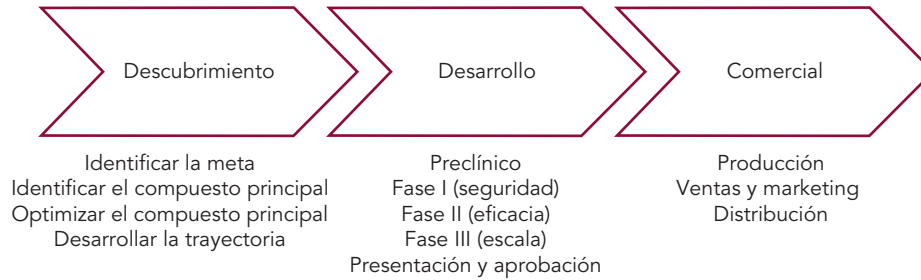 Descubrimiento
Desarrollo
Comercial
Identificar la meta
Identificar el compuesto principal
Optimizar el compuesto principal
Desarrollar la trayectoria
Preclínico
Fase I (seguridad)
Fase II (eficacia)
Fase III (escala)
Presentación y aprobación
Producción
Ventas y marketing
Distribución